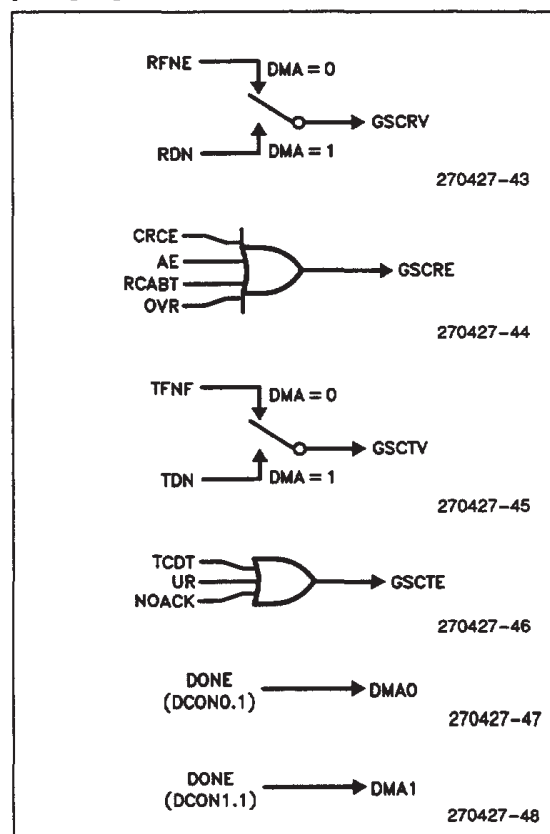 RFNE
DMA = 0
GSCRV
RDN
DMA = 1
270427-43
CRCE
AE
RCABT
OVR
GSCRE
270427-44
TFNF
DMA = 0
GSCTV
TDN
DMA = 1
270427-45
TCDT
UR
NOACK
GSCTE
270427-46
DONE
(DCON0.1)
DMA0
270427-47
DONE
(DCON1.1)
DMA1
270427-48